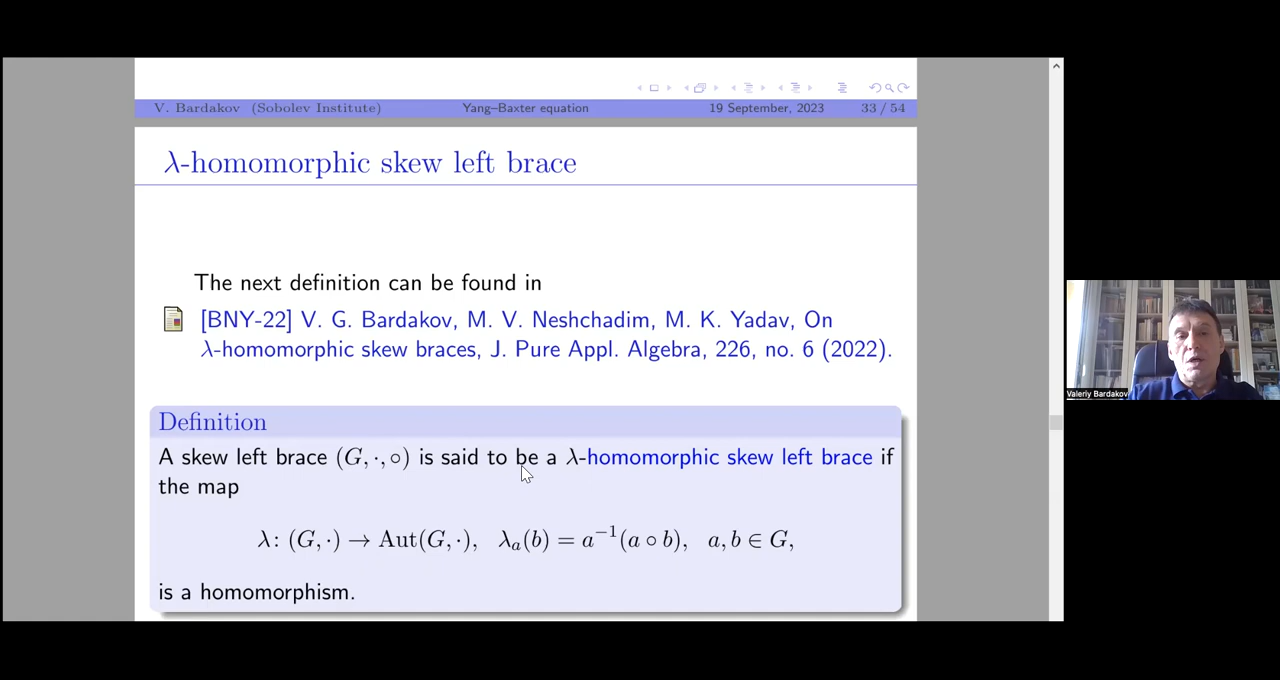 V. Bardakov (Sobolev Institute) Yang–Baxter equation 19 September, 2023 33 / 54
λ-homomorphic skew left brace
The next definition can be found in
[BNY-22] V. G. Bardakov, M. V. Neshchadim, M. K. Yadav, On
λ-homomorphic skew braces, J. Pure Appl. Algebra, 226, no. 6 (2022).
Definition
A skew left brace (G, ·, ∘) is said to be a λ-homomorphic skew left brace if
the map
λ: (G, ·) → Aut(G, ·), λₐ(b) = a⁻¹(a ∘ b), a, b ∈ G,
is a homomorphism.
Valeriy Bardakov